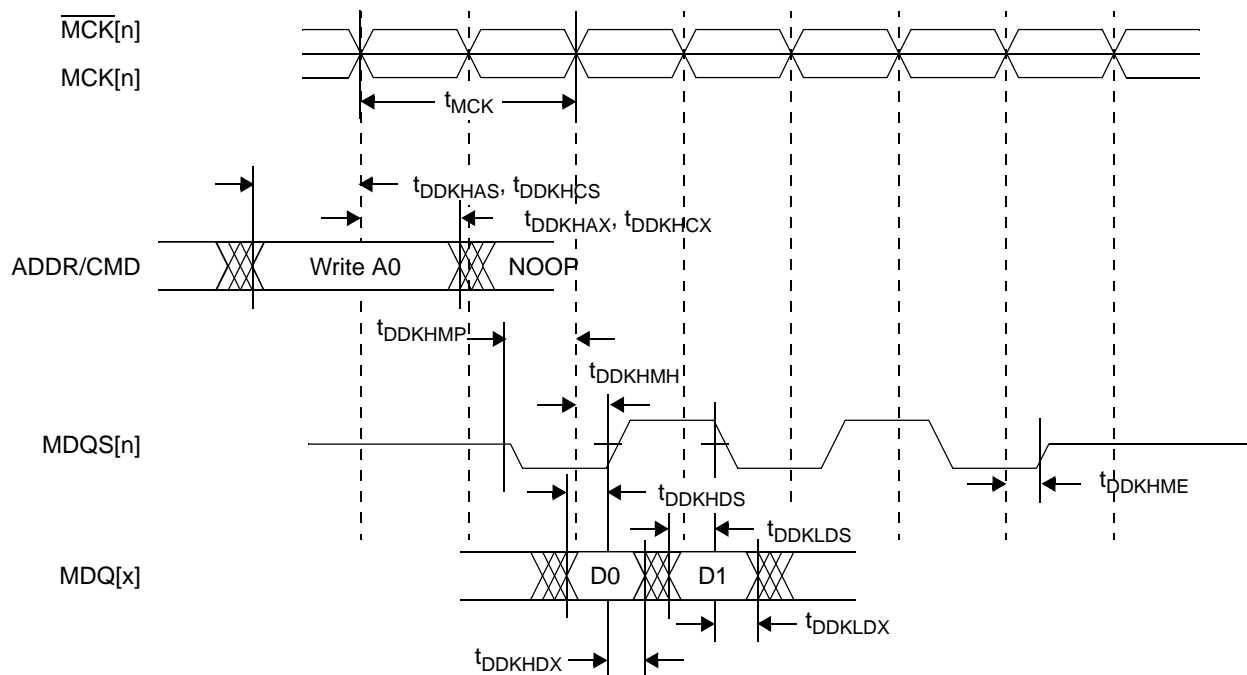 MCK[n]
MCK[n]
tMCK
tDDKHAS, tDDKHCS
tDDKHAX, tDDKHCX
ADDR/CMD
Write A0
NOOP
tDDKHMP
tDDKHMH
MDQS[n]
tDDKHME
tDDKHDS
tDDKLDS
MDQ[x]
D0
D1
tDDKLDX
tDDKHDX